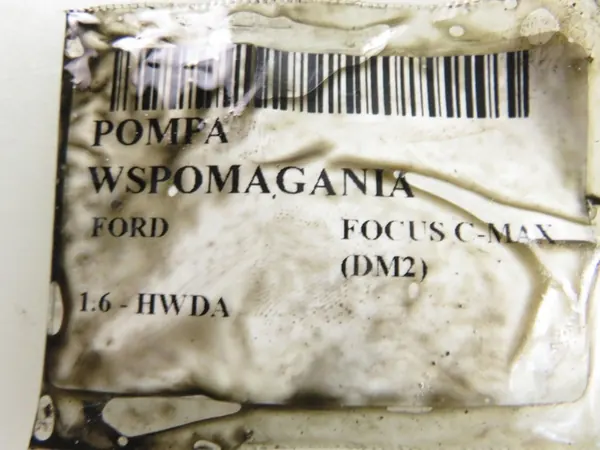 POMPA
WSPOMAGANIA
FORD FOCUS C-MAX
(DM2)
1.6 - HWDA